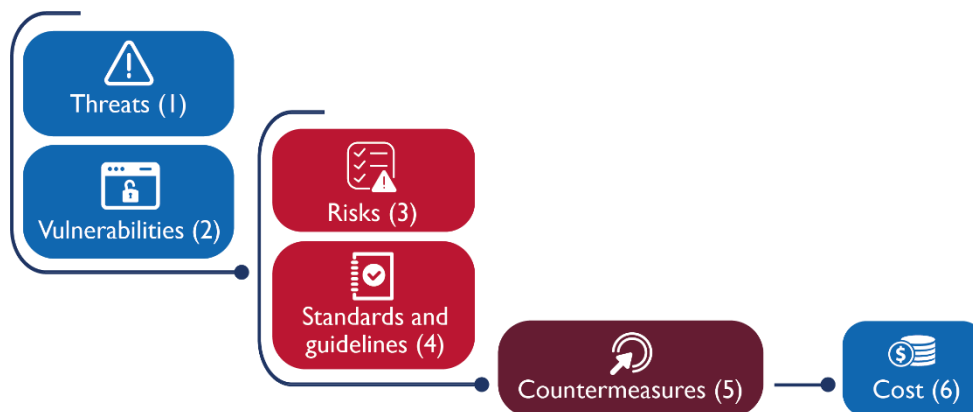 Threats (1)
Vulnerabilities (2)
Risks (3)
Standards and
guidelines (4)
Countermeasures (5)
Cost (6)